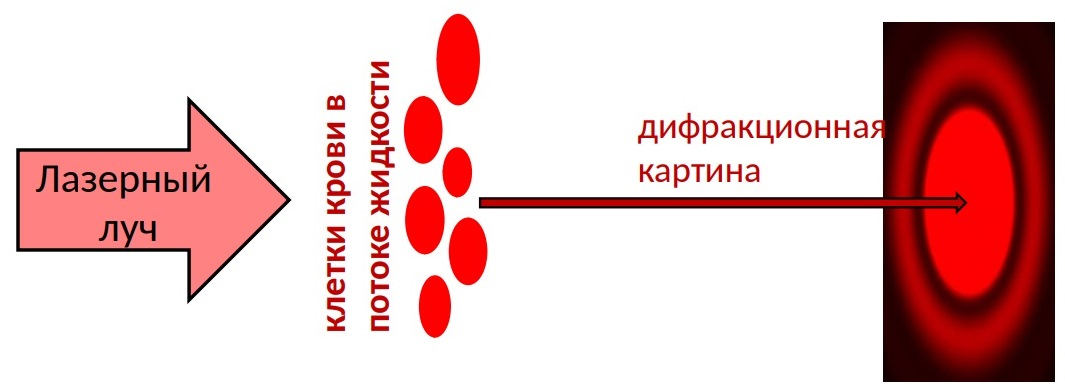 Лазерный
луч
клетки крови в
потоке жидкости
дифракционная
картина